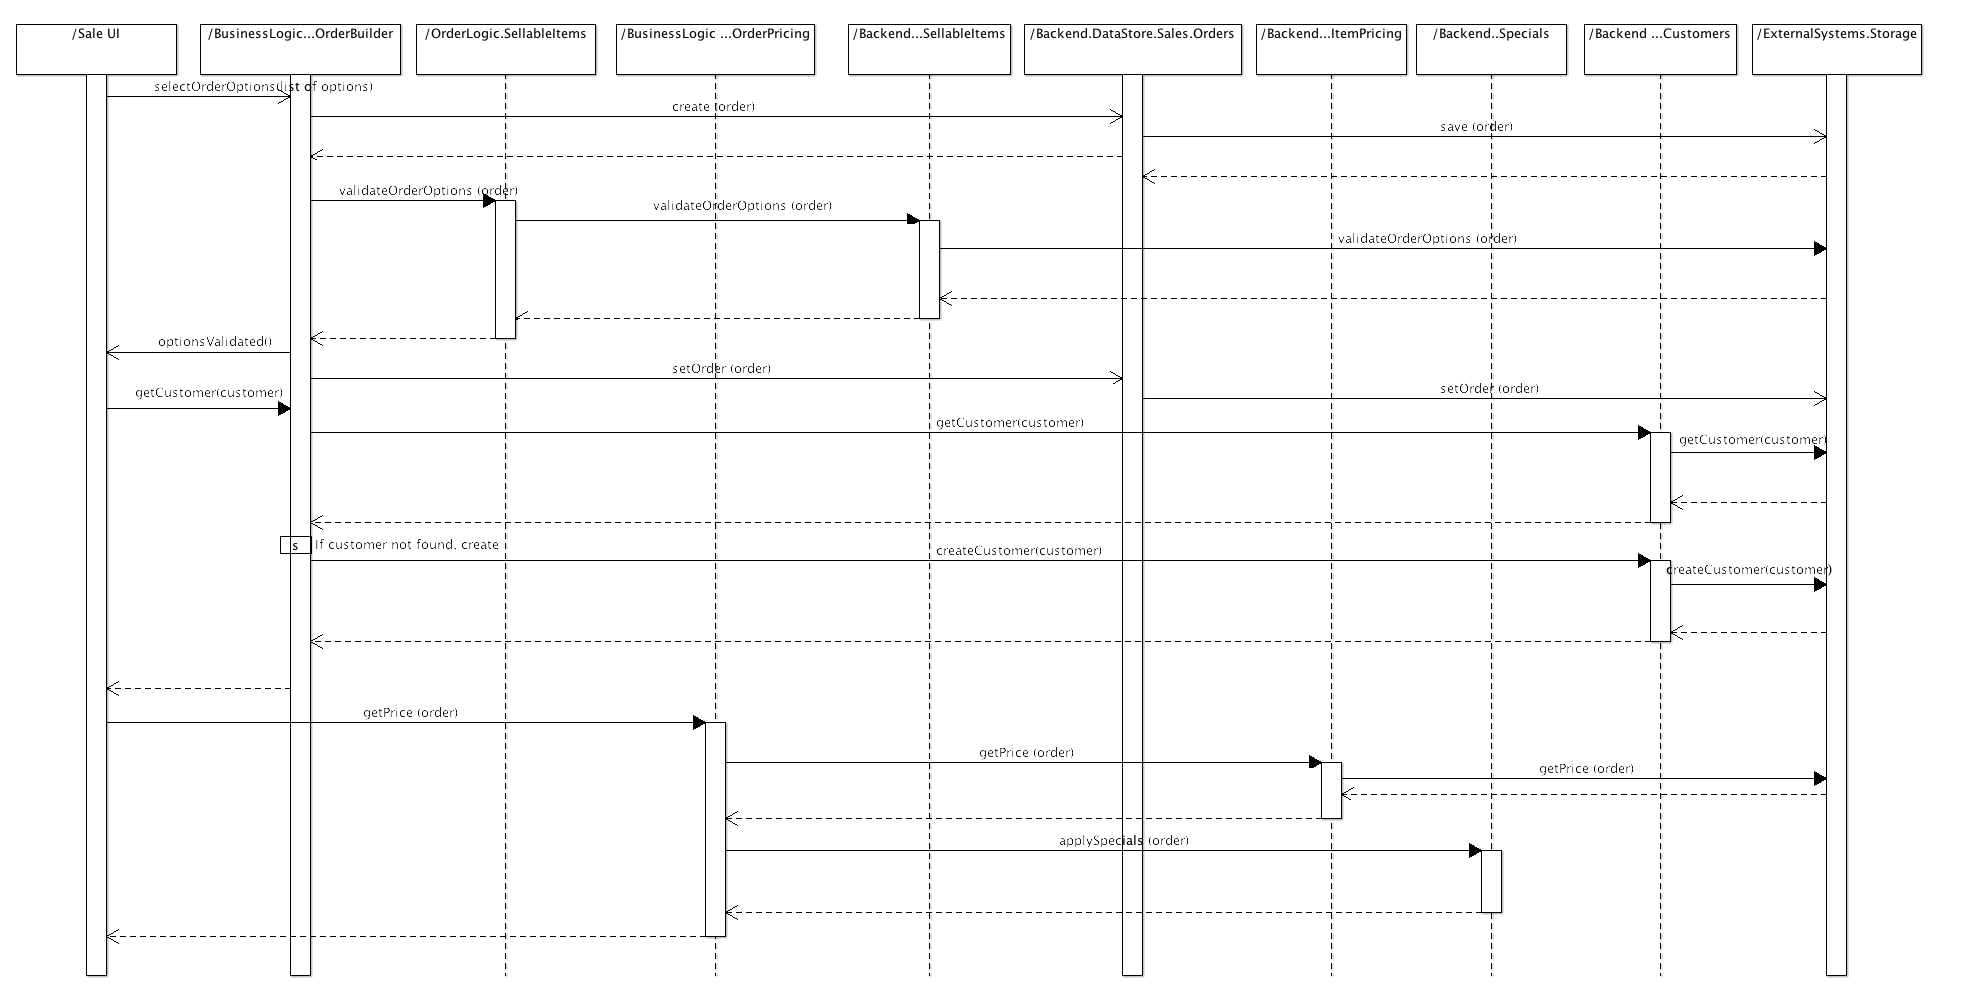 /Sale UI
/BusinessLogic...OrderBuilder
/OrderLogic.SellableItems
/BusinessLogic ...OrderPricing
/Backend...SellableItems
/Backend.DataStore.Sales.Orders
/Backend...ItemPricing
/Backend..Specials
/Backend ...Customers
/ExternalSystems.Storage
selectOrderOptions(list of options)
create (order)
save (order)
validateOrderOptions (order)
validateOrderOptions (order)
validateOrderOptions (order)
optionsValidated()
setOrder (order)
setOrder (order)
getCustomer(customer)
getCustomer(customer)
getCustomer(customer)
s If customer not found, create
createCustomer(customer)
createCustomer(customer)
getPrice (order)
getPrice (order)
getPrice (order)
applySpecials (order)